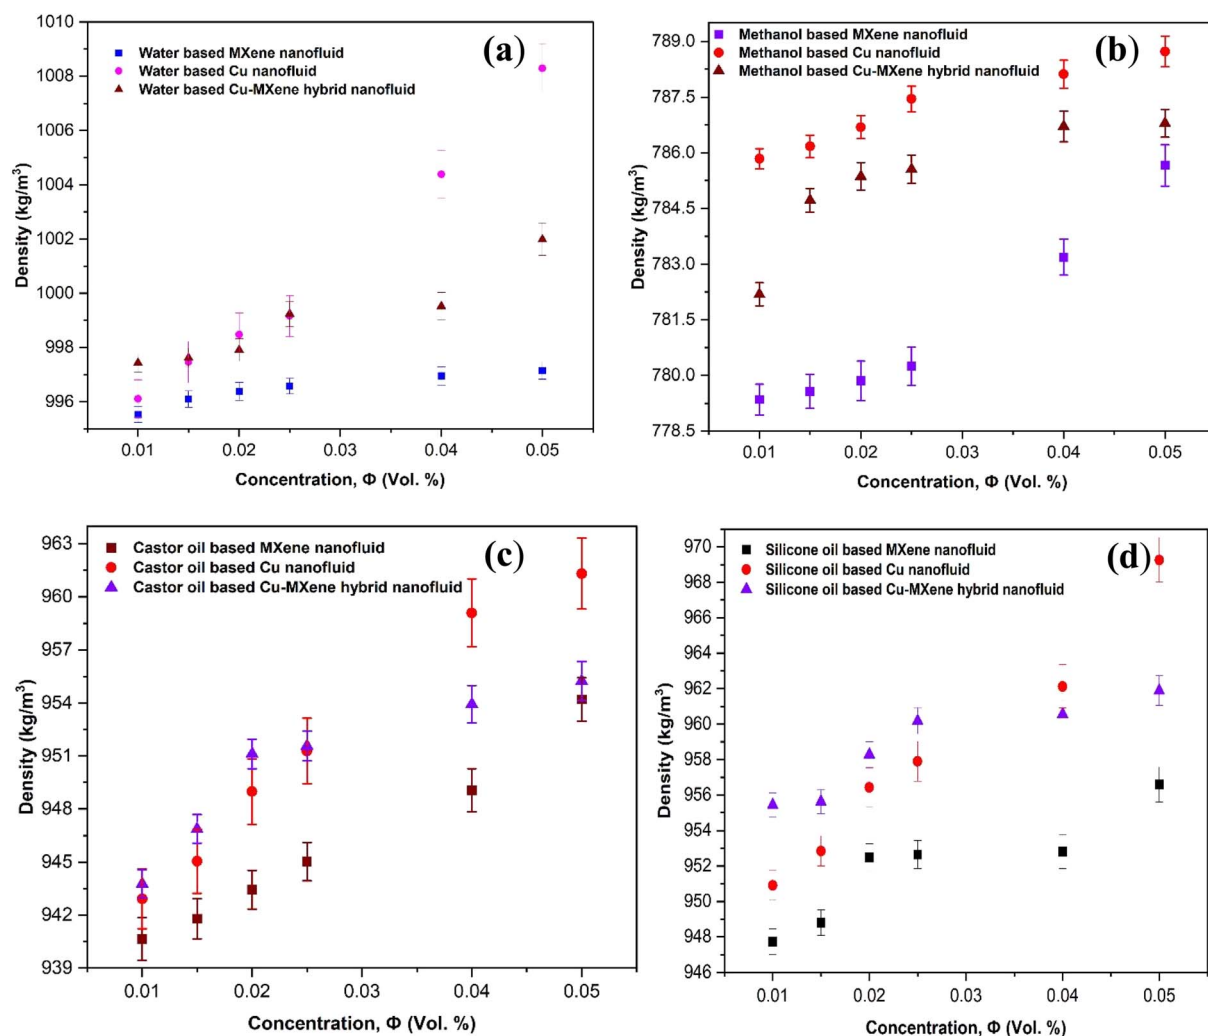 (a)
Water based MXene nanofluid
Water based Cu nanofluid
Water based Cu-MXene hybrid nanofluid
1010
1008
1006
1004
1002
1000
998
996
Density (kg/m³)
0.01 0.02 0.03 0.04 0.05
Concentration, Φ (Vol. %)
(b)
Methanol based MXene nanofluid
Methanol based Cu nanofluid
Methanol based Cu-MXene hybrid nanofluid
789.0
787.5
786.0
784.5
783.0
781.5
780.0
778.5
Density (kg/m³)
0.01 0.02 0.03 0.04 0.05
Concentration, Φ (Vol. %)
(c)
Castor oil based MXene nanofluid
Castor oil based Cu nanofluid
Castor oil based Cu-MXene hybrid nanofluid
963
960
957
954
951
948
945
942
939
Density (kg/m³)
0.01 0.02 0.03 0.04 0.05
Concentration, Φ (Vol. %)
(d)
Silicone oil based MXene nanofluid
Silicone oil based Cu nanofluid
Silicone oil based Cu-MXene hybrid nanofluid
970
968
966
964
962
960
958
956
954
952
950
948
946
Density (kg/m³)
0.01 0.02 0.03 0.04 0.05
Concentration, Φ (Vol. %)